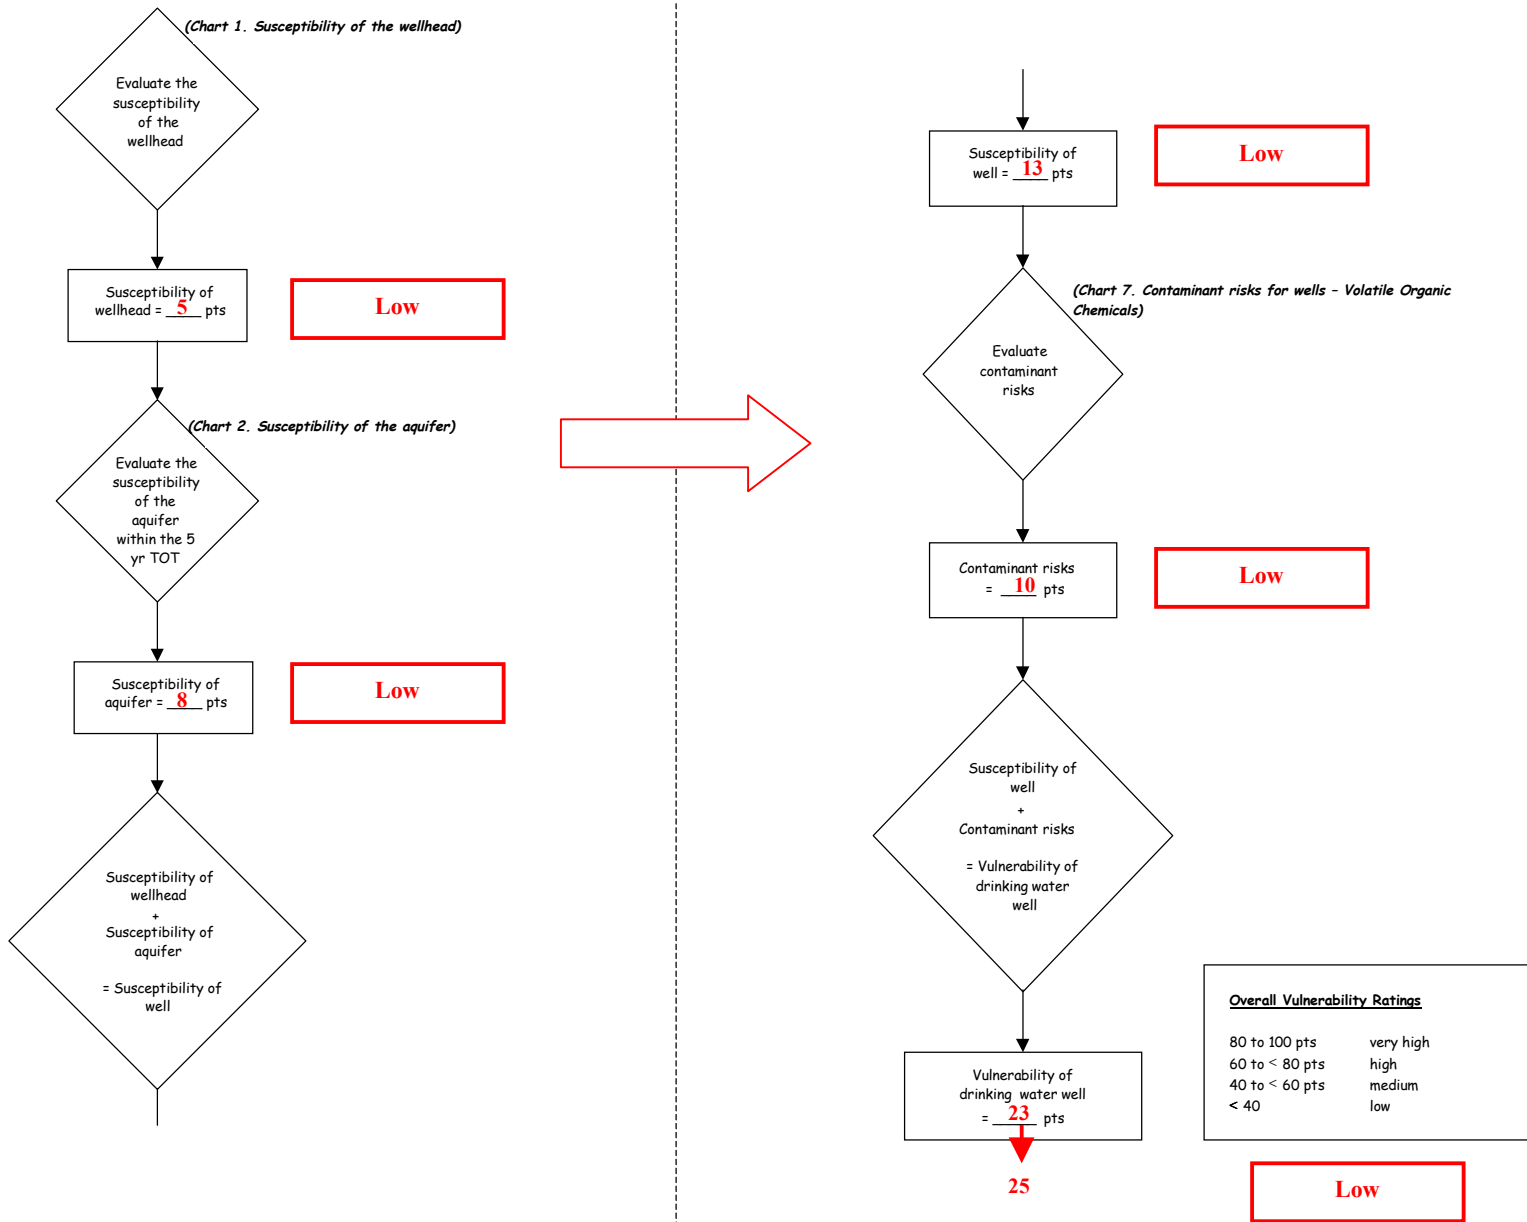 (Chart 1. Susceptibility of the wellhead)
Evaluate the
susceptibility
of the
wellhead
Susceptibility of
wellhead = __5__ pts
Low
(Chart 2. Susceptibility of the aquifer)
Evaluate the
susceptibility
of the
aquifer
within the 5
yr TOT
Susceptibility of
aquifer = __8__ pts
Low
Susceptibility of
wellhead
+
Susceptibility of
aquifer
= Susceptibility of
well
Susceptibility of
well = __13__ pts
Low
(Chart 7. Contaminant risks for wells – Volatile Organic
Chemicals)
Evaluate
contaminant
risks
Contaminant risks
= __10__ pts
Low
Susceptibility of
well
+
Contaminant risks
= Vulnerability of
drinking water
well
Vulnerability of
drinking water well
= __23__ pts
25
Overall Vulnerability Ratings
80 to 100 pts very high
60 to < 80 pts high
40 to < 60 pts medium
< 40 low
Low